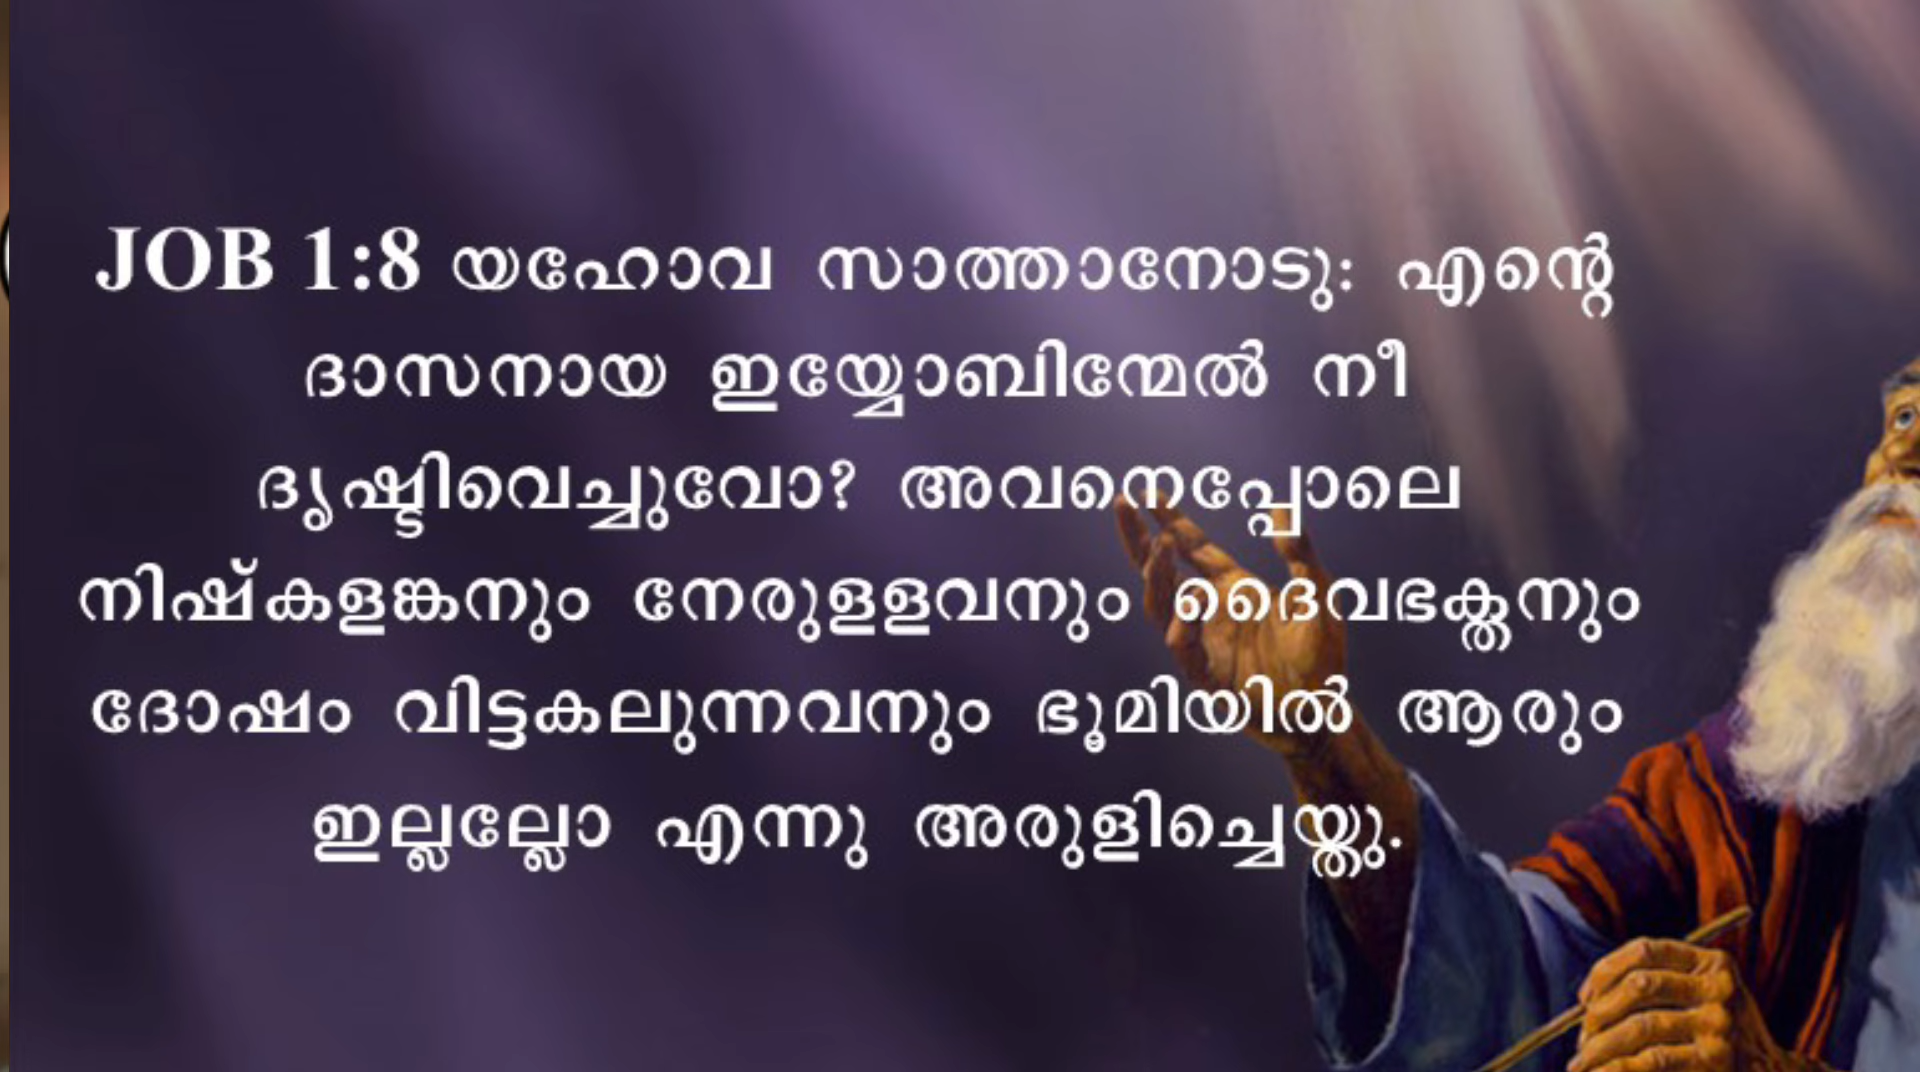 JOB 1:8 യഹോവ സാത്താനോടു: എന്റെ
ദാസനായ ഇയ്യോബിന്മേൽ നീ
ദൃഷ്ടിവെച്ചുവോ? അവനെപ്പോലെ
നിഷ്കളങ്കനും നേരുളളവനും ദൈവഭക്തനും
ദോഷം വിട്ടകലുന്നവനും ഭൂമിയിൽ ആരും
ഇല്ലല്ലോ എന്നു അരുളിച്ചെയ്തു.